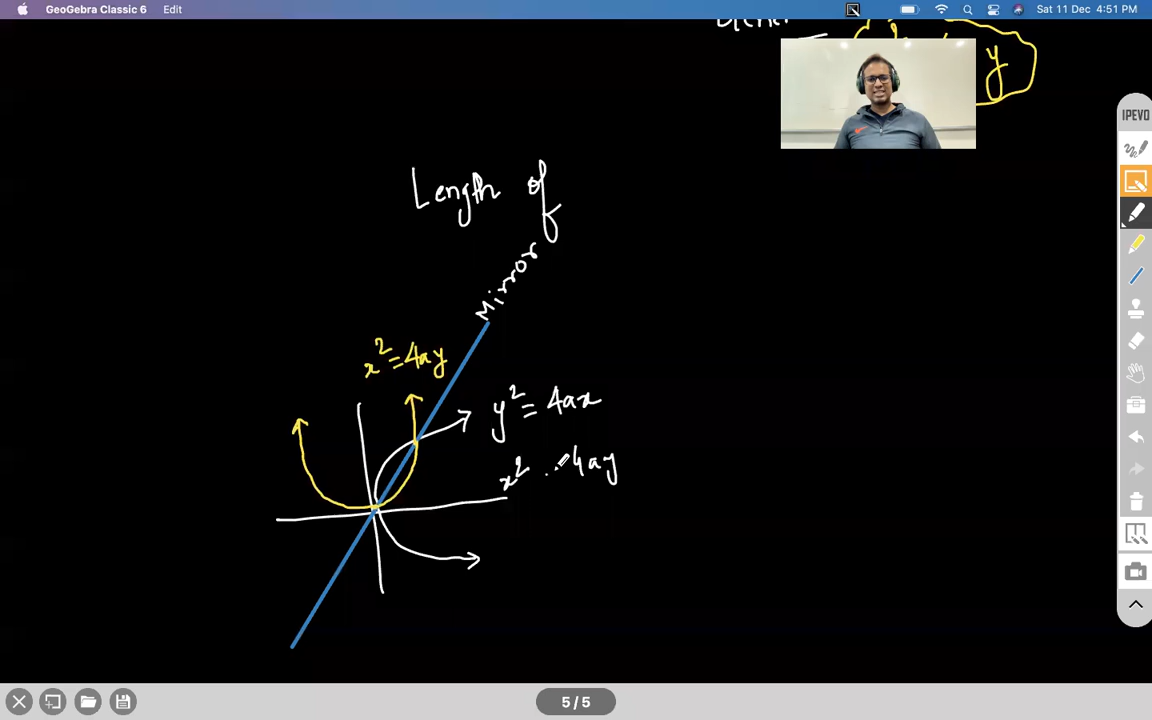 GeoGebra Classic 6 Edit Sat 11 Dec 4:51 PM
y
IPEVO
Length of
Mirror
x²=4ay
y²=4ax
x² 4ay
5 / 5